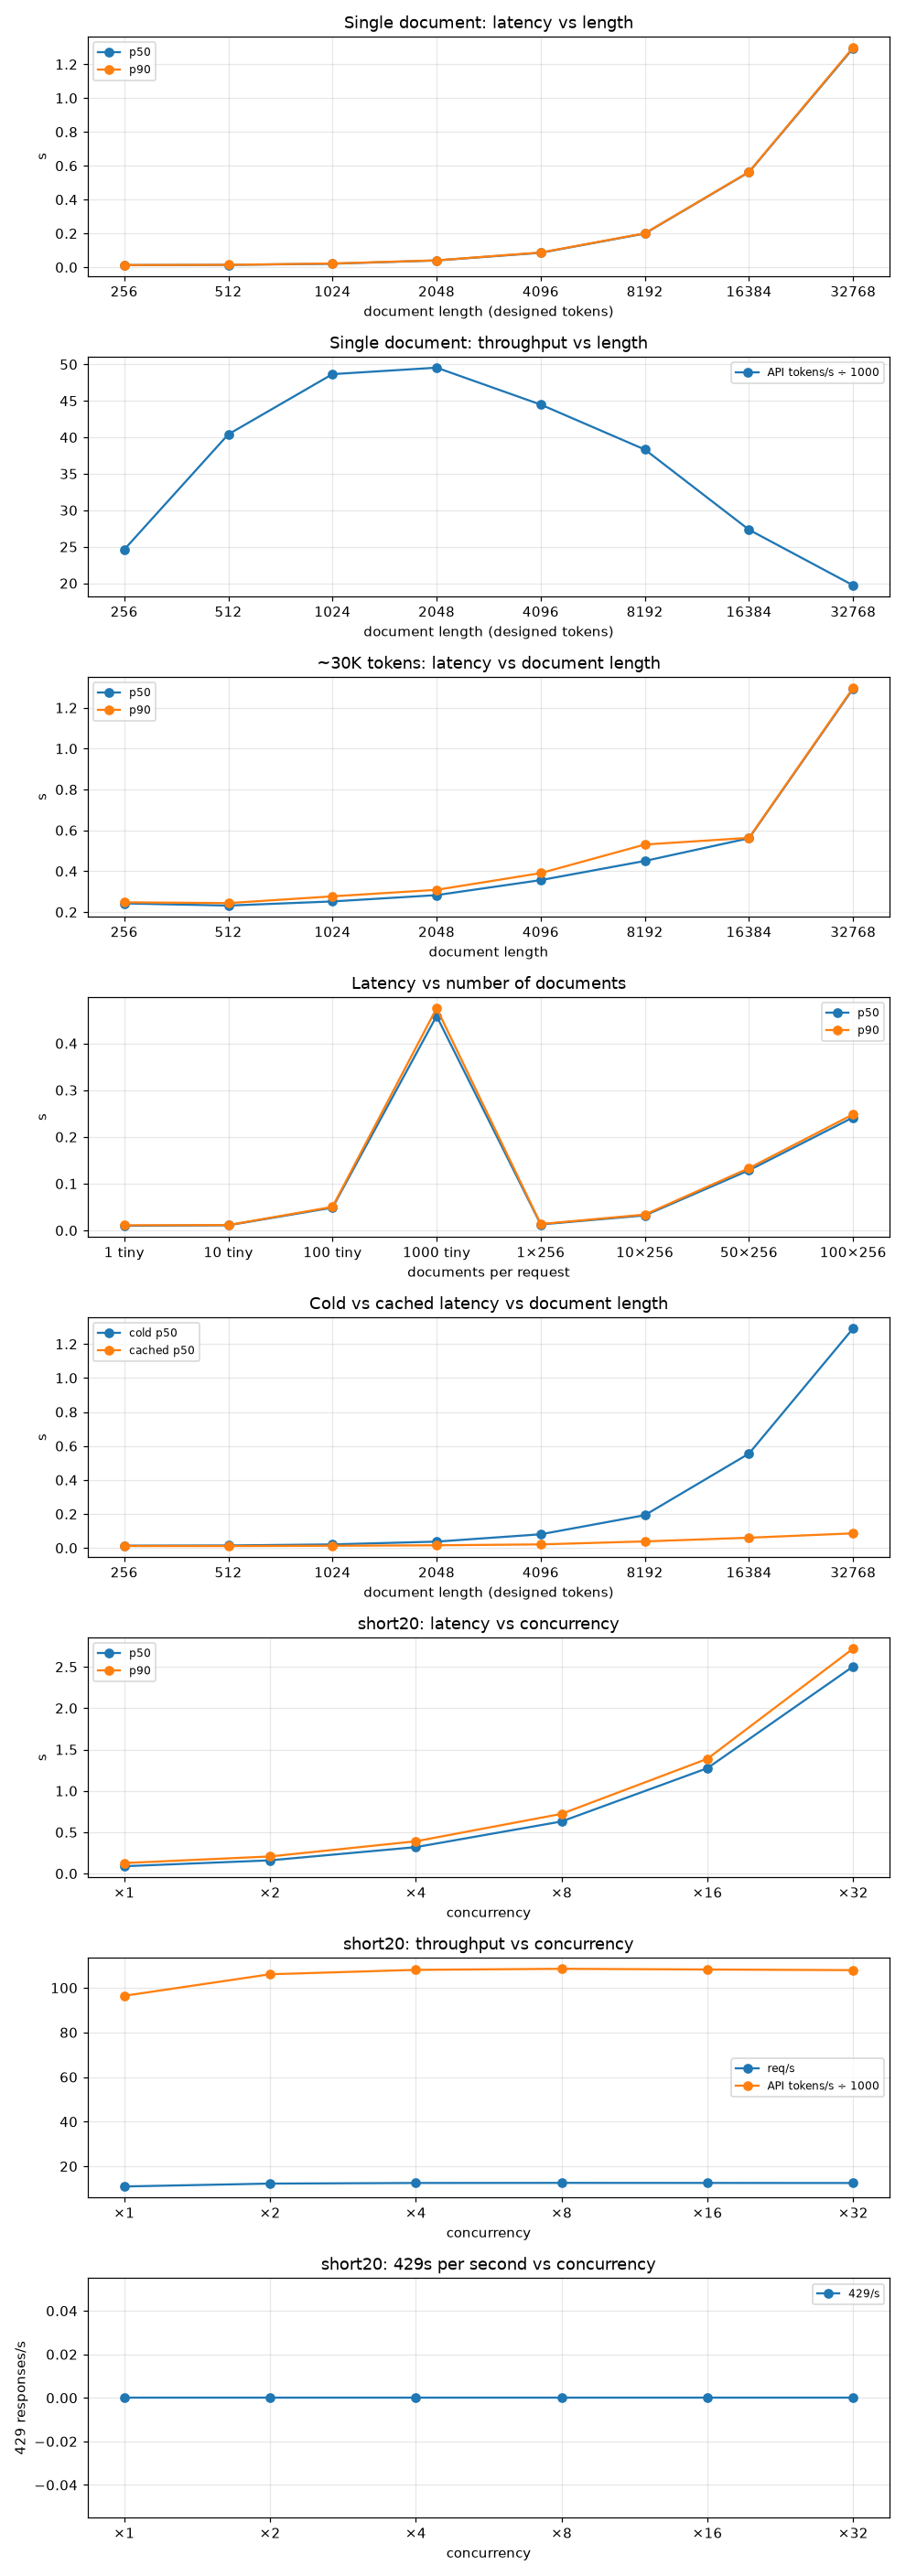 Single document: latency vs length
p50
p90
1.2
1.0
0.8
0.6
0.4
0.2
0.0
s
256 512 1024 2048 4096 8192 16384 32768
document length (designed tokens)
Single document: throughput vs length
API tokens/s ÷ 1000
50
45
40
35
30
25
20
256 512 1024 2048 4096 8192 16384 32768
document length (designed tokens)
~30K tokens: latency vs document length
p50
p90
1.2
1.0
0.8
0.6
0.4
0.2
s
256 512 1024 2048 4096 8192 16384 32768
document length
Latency vs number of documents
p50
p90
0.4
0.3
0.2
0.1
0.0
s
1 tiny 10 tiny 100 tiny 1000 tiny 1×256 10×256 50×256 100×256
documents per request
Cold vs cached latency vs document length
cold p50
cached p50
1.2
1.0
0.8
0.6
0.4
0.2
0.0
s
256 512 1024 2048 4096 8192 16384 32768
document length (designed tokens)
short20: latency vs concurrency
p50
p90
2.5
2.0
1.5
1.0
0.5
0.0
s
×1 ×2 ×4 ×8 ×16 ×32
concurrency
short20: throughput vs concurrency
100
80
60
40
20
req/s
API tokens/s ÷ 1000
×1 ×2 ×4 ×8 ×16 ×32
concurrency
short20: 429s per second vs concurrency
429/s
0.04
0.02
0.00
−0.02
−0.04
429 responses/s
×1 ×2 ×4 ×8 ×16 ×32
concurrency